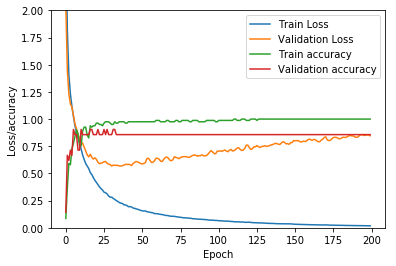 2.00
1.75
1.50
1.25
1.00
0.75
0.50
0.25
0.00
Loss/accuracy
Train Loss
Validation Loss
Train accuracy
Validation accuracy
0 25 50 75 100 125 150 175 200
Epoch